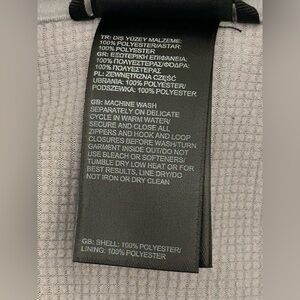 TR: DIŞ YÜZEY MALZEME:
100% POLYESTER/ASTAR:
100% POLYESTER
GR: ΕΞΩΤΕΡΙΚΗ ΕΠΙΦΑΝΕΙΑ:
100% ΠΟΛΥΕΣΤΕΡΑΣ/ΦΟΔΡΑ:
100% ΠΟΛΥΕΣΤΕΡΑΣ
PL: ZEWNĘTRZNA CZĘŚĆ
UBRANIA: 100% POLYESTER/
PODSZEWKA: 100% POLYESTER
GB: MACHINE WASH
SEPARATELY ON DELICATE
CYCLE IN WARM WATER/
SECURE AND CLOSE ALL
ZIPPERS AND HOOK AND LOOP
CLOSURES BEFORE WASH/TURN
GARMENT INSIDE OUT/DO NOT
USE BLEACH OR SOFTENERS/
TUMBLE DRY LOW HEAT OR FOR
BEST RESULTS, LINE DRY/DO
NOT IRON OR DRY CLEAN
GB: SHELL: 100% POLYESTER/
LINING: 100% POLYESTER